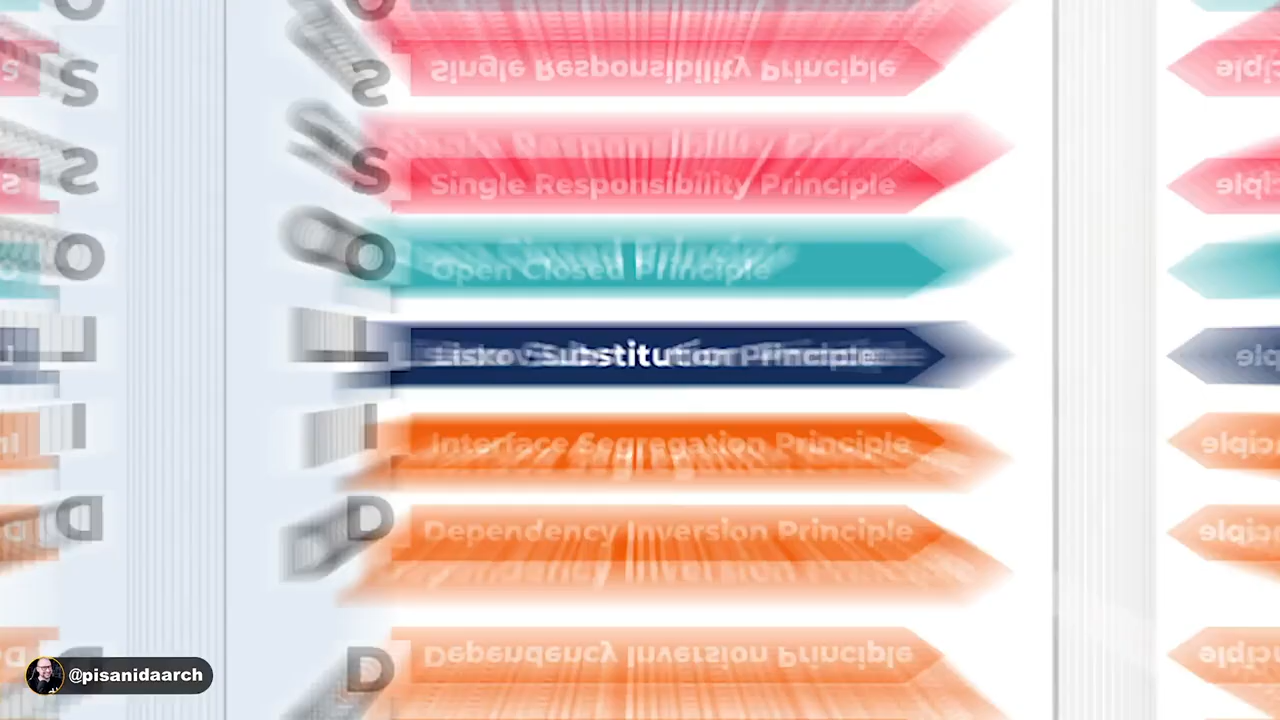 S Single Responsibility Principle
S Single Responsibility Principle
O Open Closed Principle
L Liskov Substitution Principle
I Interface Segregation Principle
D Dependency Inversion Principle
D Dependency Inversion Principle
@pisanidaarch